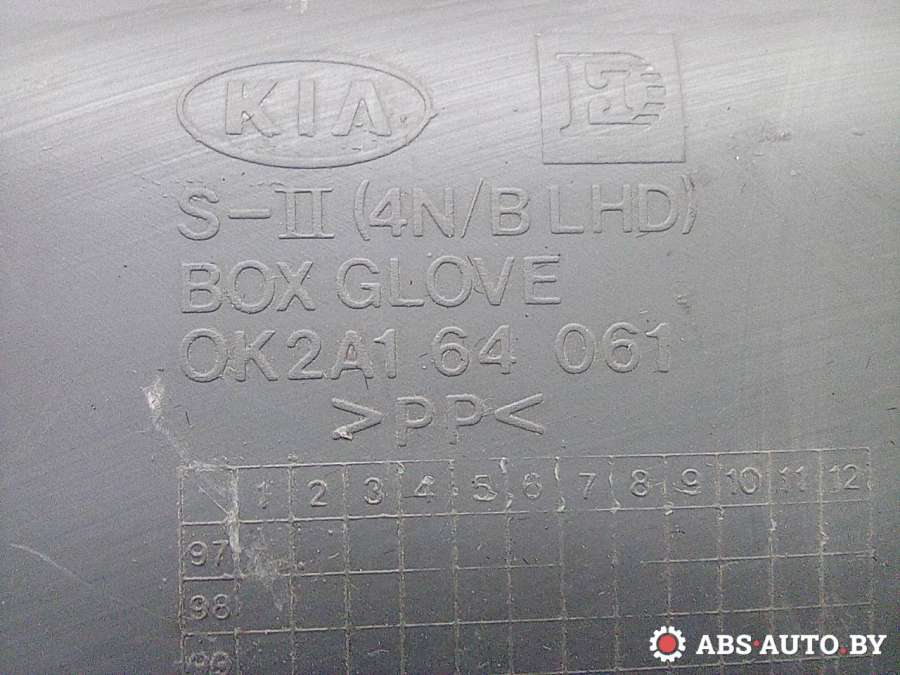 KIA
S-II (4N/B LHD)
BOX GLOVE
0K2A1 64 061
>PP<
1 2 3 4 5 6 7 8 9 10 11 12
97
98
ABS-AUTO.BY